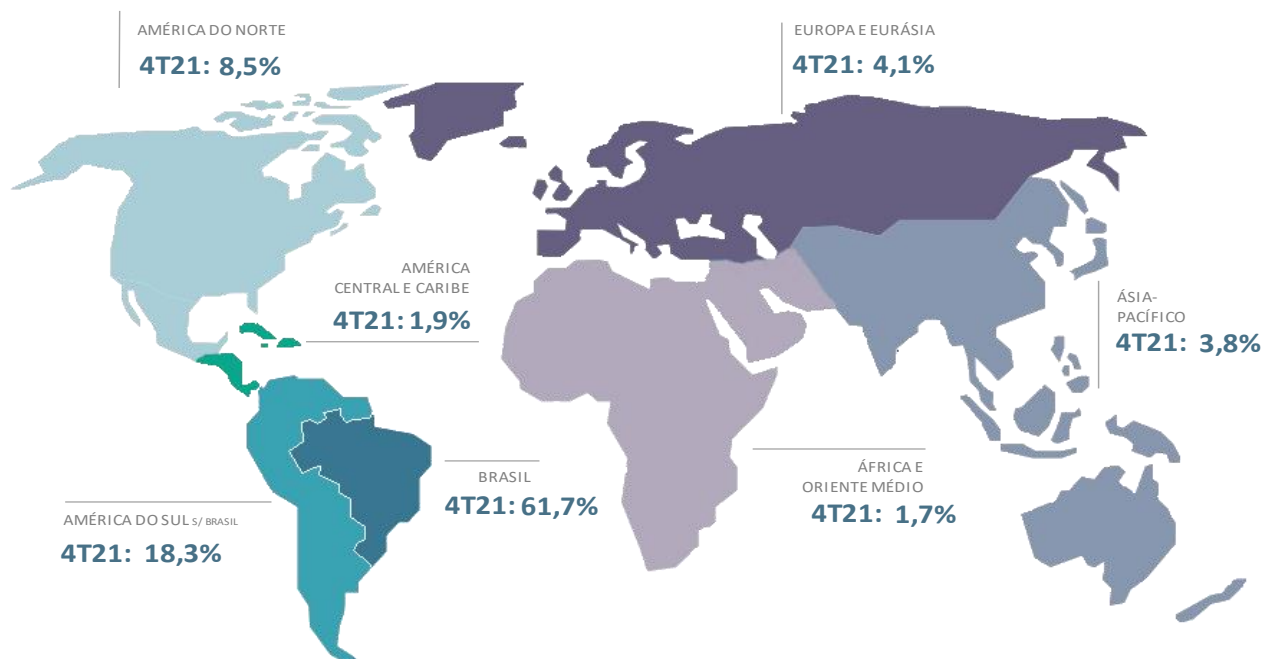 AMÉRICA DO NORTE
4T21: 8,5%
EUROPA E EURÁSIA
4T21: 4,1%
AMÉRICA
CENTRAL E CARIBE
4T21: 1,9%
ÁSIA-
PACÍFICO
4T21: 3,8%
BRASIL
4T21: 61,7%
ÁFRICA E
ORIENTE MÉDIO
4T21: 1,7%
AMÉRICA DO SUL S/ BRASIL
4T21: 18,3%